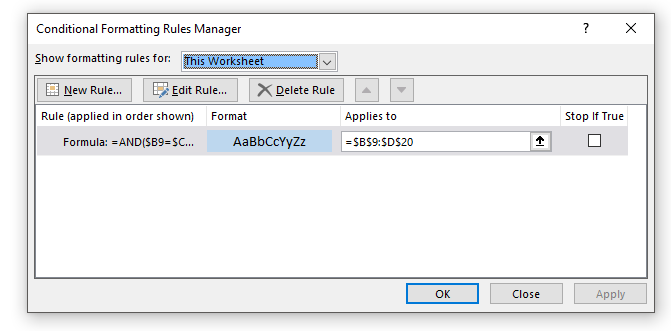 Conditional Formatting Rules Manager
?
Show formatting rules for: This Worksheet
New Rule... Edit Rule... Delete Rule
Rule (applied in order shown) Format Applies to Stop If True
Formula: =AND($B9=$C... AaBbCcYyZz =$B$9:$D$20
OK Close Apply